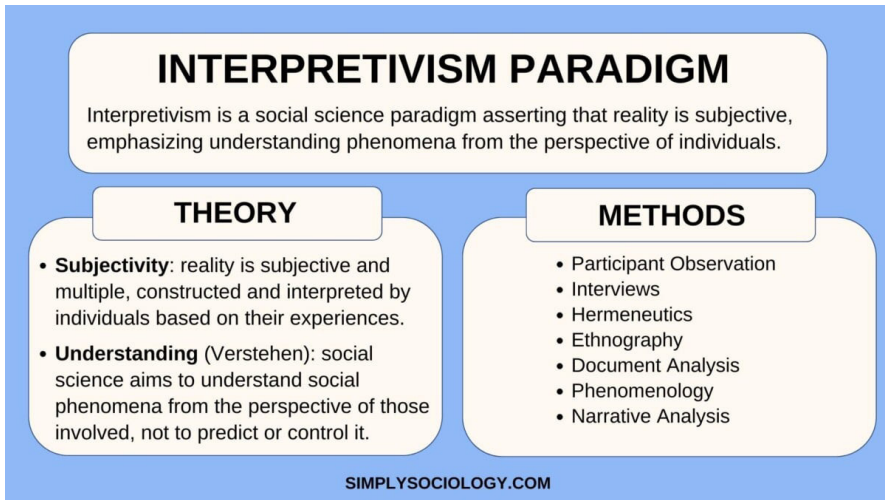 INTERPRETIVISM PARADIGM
Interpretivism is a social science paradigm asserting that reality is subjective,
emphasizing understanding phenomena from the perspective of individuals.
THEORY
• Subjectivity: reality is subjective and
multiple, constructed and interpreted by
individuals based on their experiences.
• Understanding (Verstehen): social
science aims to understand social
phenomena from the perspective of those
involved, not to predict or control it.
METHODS
• Participant Observation
• Interviews
• Hermeneutics
• Ethnography
• Document Analysis
• Phenomenology
• Narrative Analysis
SIMPLYSOCIOLOGY.COM